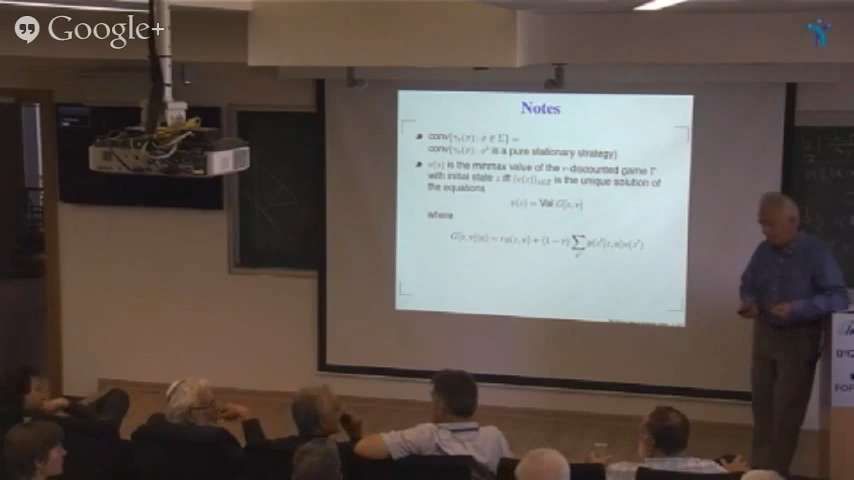 Google+
Notes
conv{γ_r(σ) : σ ∈ Σ} =
conv{γ_r(σ) : σ^i is a pure stationary strategy}
v(z) is the minmax value of the r-discounted game Γ
with initial state z iff (v(z))_{z∈Z} is the unique solution of
the equations
v(z) = Val G[z, v]
where
G[z, v](a) = rg(z, a) + (1 − r) ∑_{z'} p(z'|z, a)v(z')